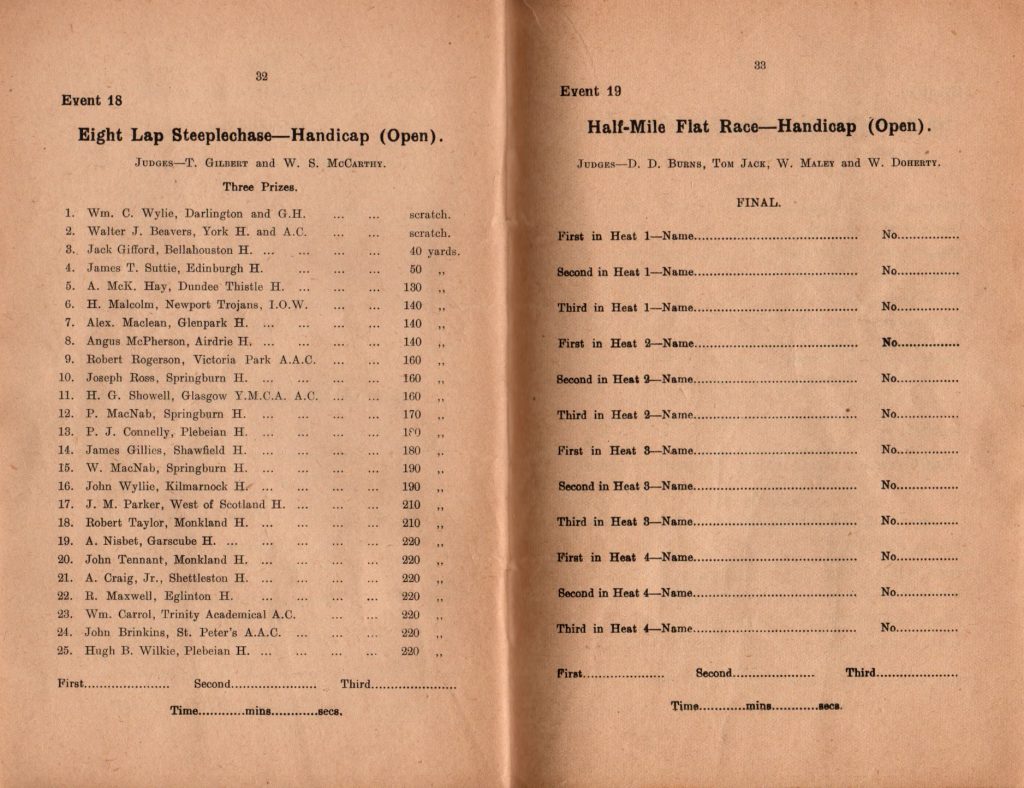 32
Event 18
Eight Lap Steeplechase—Handicap (Open).
Judges—T. Gilbert and W. S. McCarthy.
Three Prizes.
1. Wm. C. Wylie, Darlington and G.H. ... ... scratch.
2. Walter J. Beavers, York H. and A.C. ... ... scratch.
3. Jack Gifford, Bellahouston H. ... ... ... ... 40 yards.
4. James T. Suttie, Edinburgh H. ... ... ... 50 ,,
5. A. McK. Hay, Dundee Thistle H. ... ... ... 130 ,,
6. H. Malcolm, Newport Trojans, I.O.W. ... ... 140 ,,
7. Alex. Maclean, Glenpark H. ... ... ... ... 140 ,,
8. Angus McPherson, Airdrie H. ... ... ... ... 140 ,,
9. Robert Rogerson, Victoria Park A.A.C. ... ... 160 ,,
10. Joseph Ross, Springburn H. ... ... ... ... 160 ,,
11. H. G. Showell, Glasgow Y.M.C.A. A.C. ... ... 160 ,,
12. P. MacNab, Springburn H. ... ... ... ... 170 ,,
13. P. J. Connelly, Plebeian H. ... ... ... ... 180 ,,
14. James Gillies, Shawfield H. ... ... ... ... 180 ,,
15. W. MacNab, Springburn H. ... ... ... ... 190 ,,
16. John Wyllie, Kilmarnock H. ... ... ... ... 190 ,,
17. J. M. Parker, West of Scotland H. ... ... ... 210 ,,
18. Robert Taylor, Monkland H. ... ... ... ... 210 ,,
19. A. Nisbet, Garscube H. ... ... ... ... ... 220 ,,
20. John Tennant, Monkland H. ... ... ... ... 220 ,,
21. A. Craig, Jr., Shettleston H. ... ... ... ... 220 ,,
22. R. Maxwell, Eglinton H. ... ... ... ... 220 ,,
23. Wm. Carrol, Trinity Academical A.C. ... ... 220 ,,
24. John Brinkins, St. Peter's A.A.C. ... ... ... 220 ,,
25. Hugh B. Wilkie, Plebeian H. ... ... ... ... 220 ,,
First..................... Second..................... Third.....................
Time...........mins...........secs.
33
Event 19
Half-Mile Flat Race—Handicap (Open).
Judges—D. D. Burns, Tom Jack, W. Maley and W. Doherty.
FINAL.
First in Heat 1—Name........................................ No...............
Second in Heat 1—Name........................................ No...............
Third in Heat 1—Name........................................ No...............
First in Heat 2—Name........................................ No...............
Second in Heat 2—Name........................................ No...............
Third in Heat 2—Name........................................ No...............
First in Heat 3—Name........................................ No...............
Second in Heat 3—Name........................................ No...............
Third in Heat 3—Name........................................ No...............
First in Heat 4—Name........................................ No...............
Second in Heat 4—Name........................................ No...............
Third in Heat 4—Name........................................ No...............
First.................... Second.................... Third....................
Time...........mins...........secs.